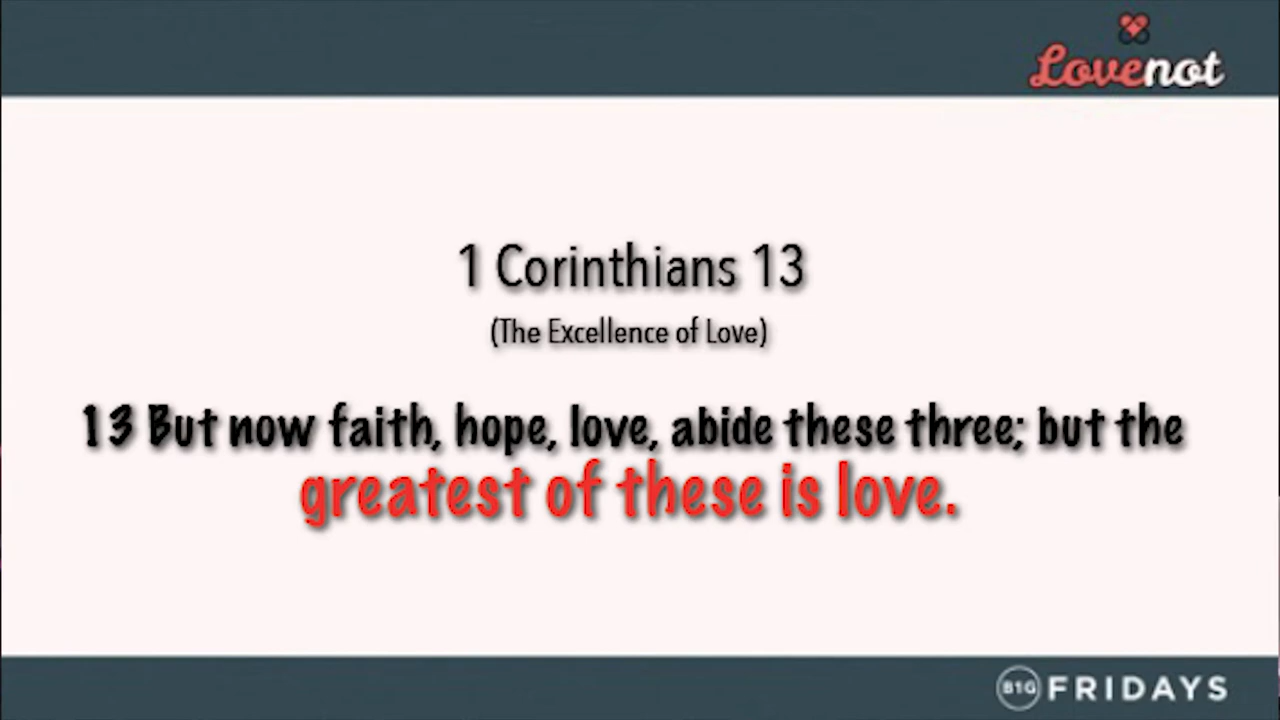 Lovenot
1 Corinthians 13
(The Excellence of Love)
13 But now faith, hope, love, abide these three; but the
greatest of these is love.
B1G FRIDAYS